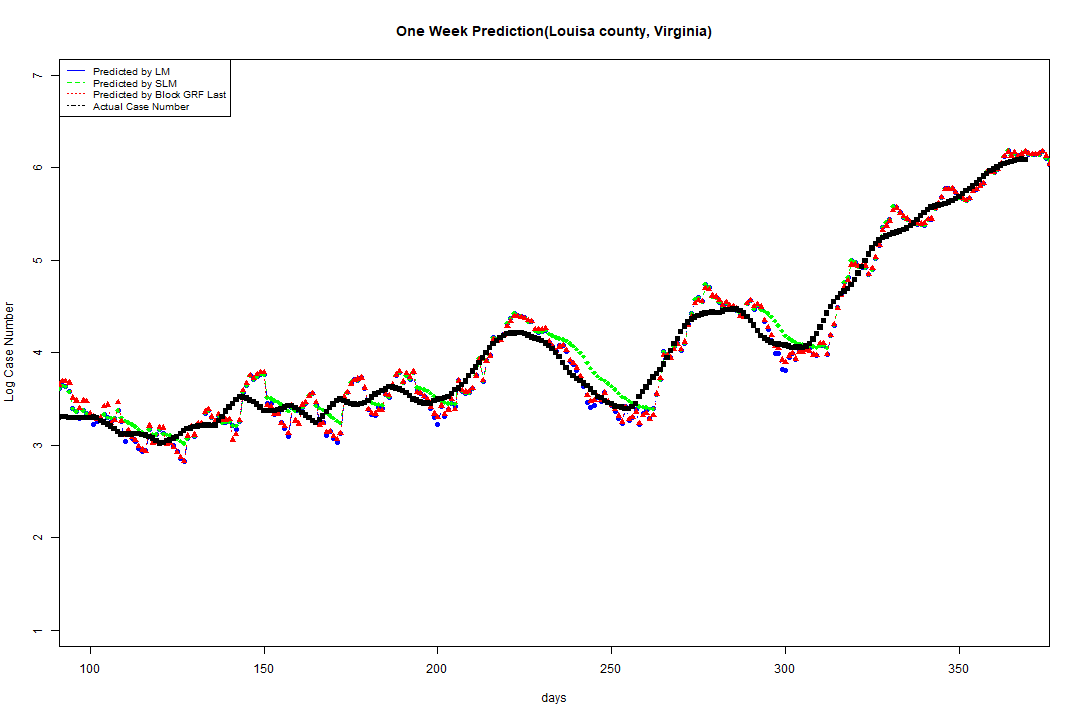 One Week Prediction(Louisa county, Virginia)
Predicted by LM
Predicted by SLM
Predicted by Block GRF Last
Actual Case Number
7
6
5
4
3
2
1
Log Case Number
100 150 200 250 300 350
days